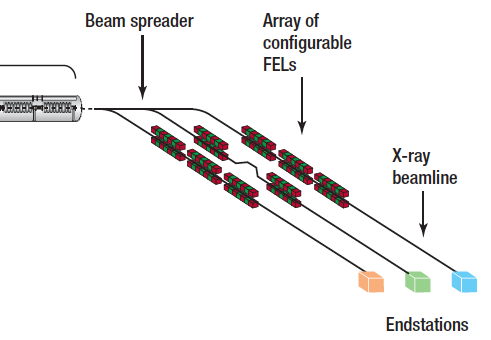 Beam spreader
Array of
configurable
FELs
X-ray
beamline
Endstations